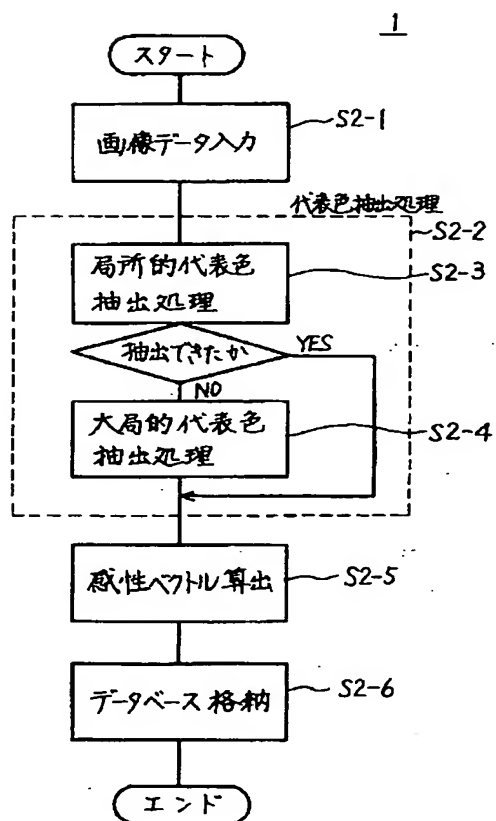 1
スタート
画像データ入力
S2-1
代表色抽出処理
S2-2
局所的代表色
抽出処理
S2-3
抽出できたか
YES
NO
大局的代表色
抽出処理
S2-4
感性ベクトル算出
S2-5
データベース格納
S2-6
エンド